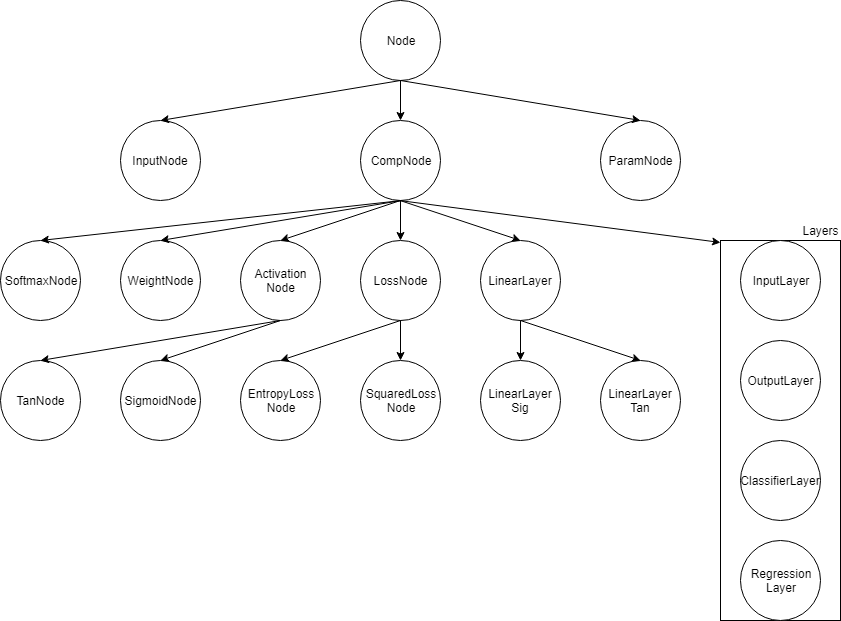 Node
InputNode
CompNode
ParamNode
Layers
SoftmaxNode
WeightNode
Activation
Node
LossNode
LinearLayer
InputLayer
TanNode
SigmoidNode
EntropyLoss
Node
SquaredLoss
Node
LinearLayer
Sig
LinearLayer
Tan
OutputLayer
ClassifierLayer
Regression
Layer